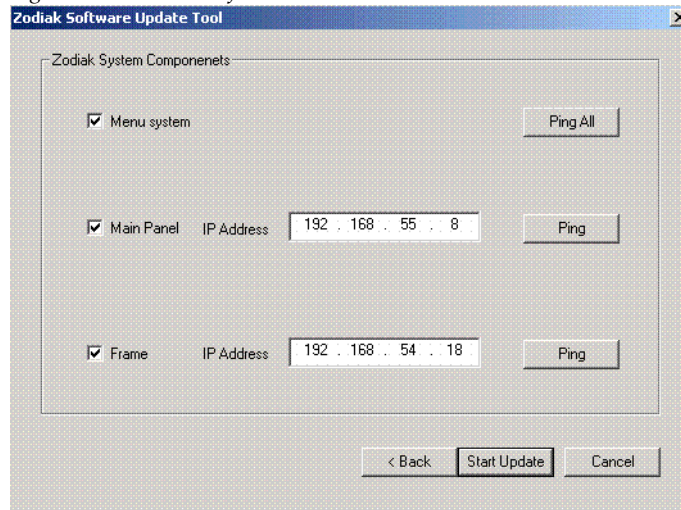 Zodiak Software Update Tool
Zodiak System Componenets
Menu system Ping All
Main Panel IP Address 192 . 168 . 55 . 8 Ping
Frame IP Address 192 . 168 . 54 . 18 Ping
< Back Start Update Cancel